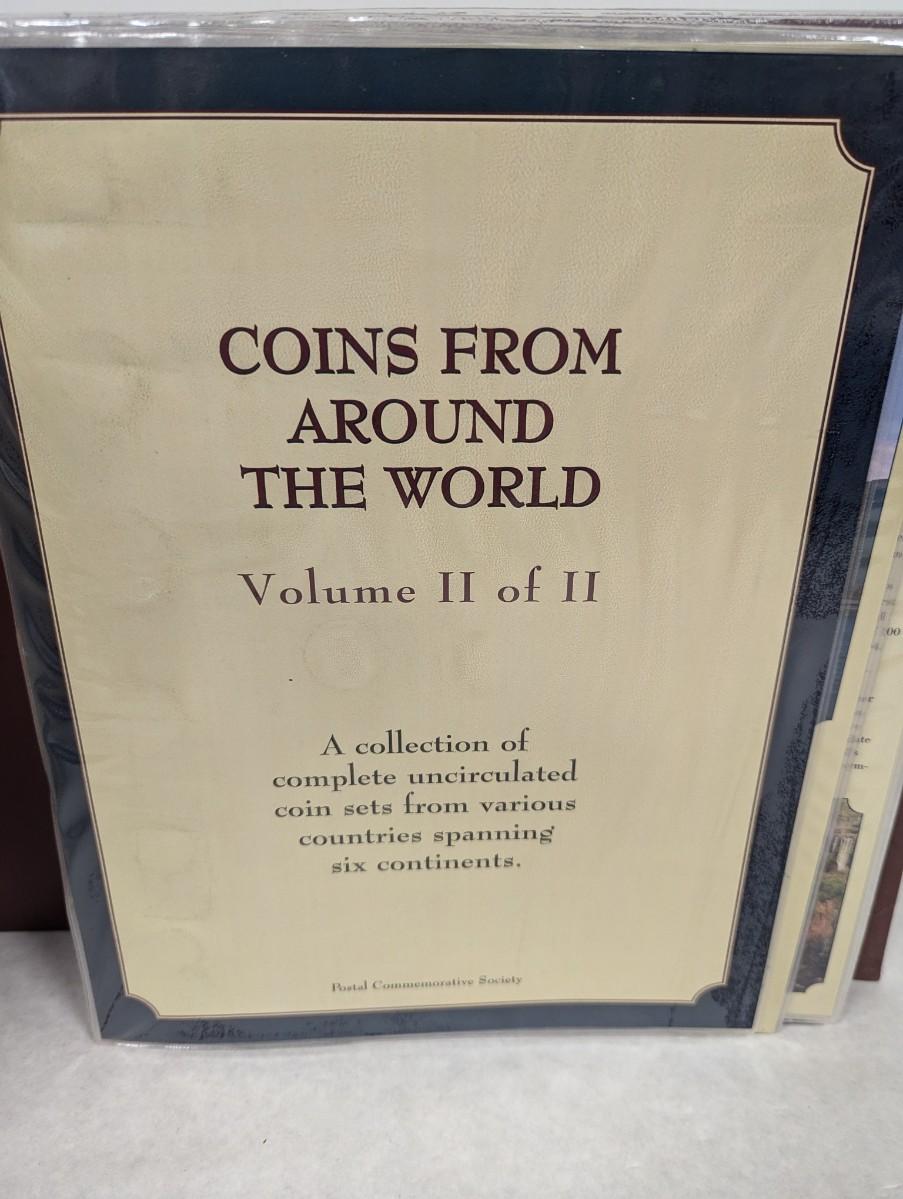 COINS FROM
AROUND
THE WORLD
Volume II of II
A collection of
complete uncirculated
coin sets from various
countries spanning
six continents.
Postal Commemorative Society